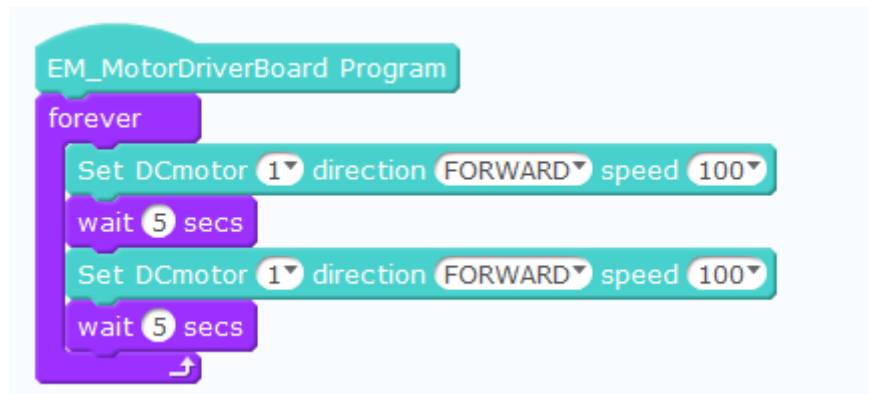 EM_MotorDriverBoard Program
forever
Set DCmotor 1 direction FORWARD speed 100
wait 5 secs
Set DCmotor 1 direction FORWARD speed 100
wait 5 secs